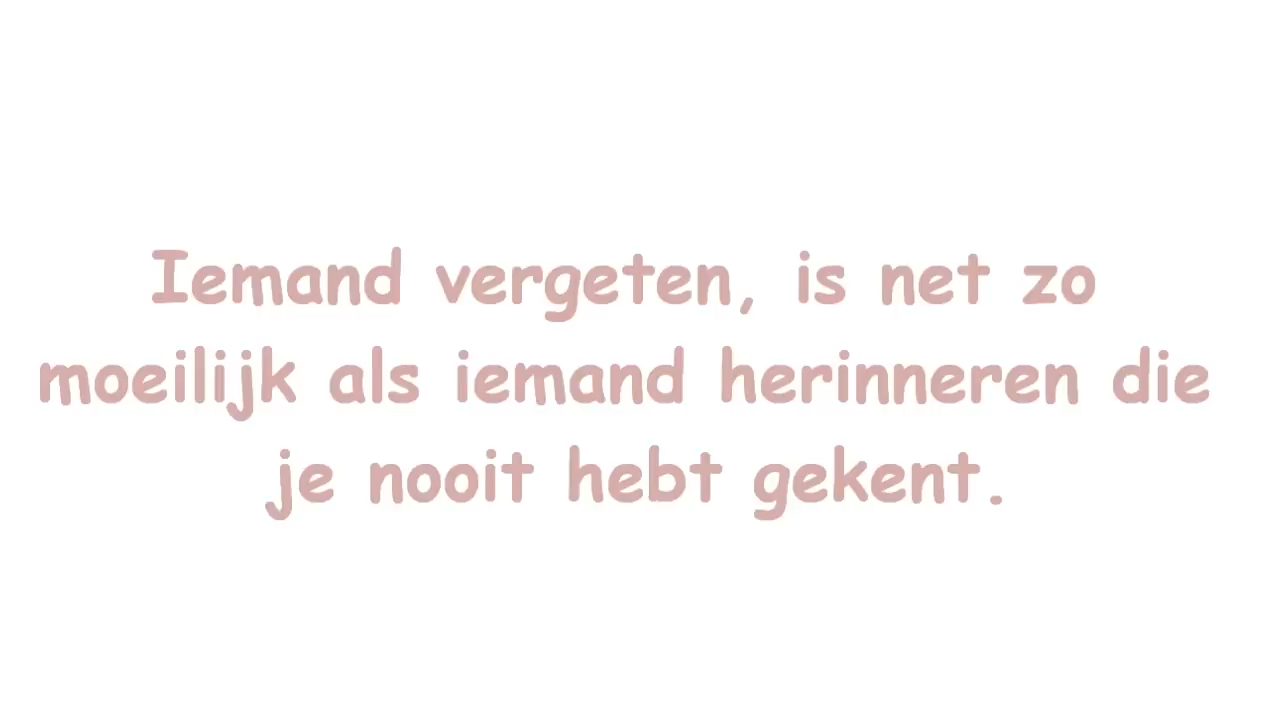 Iemand vergeten, is net zo
moeilijk als iemand herinneren die
je nooit hebt gekent.